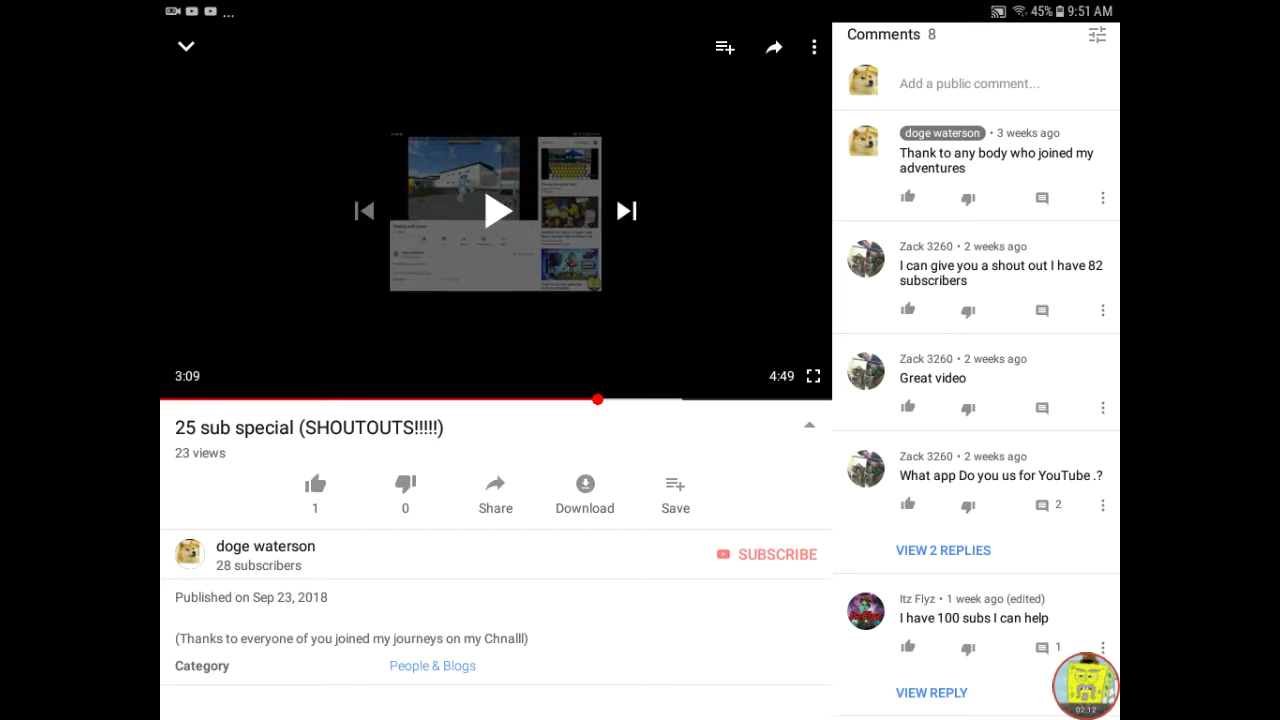 ...
45% 9:51 AM
3:09
4:49
25 sub special (SHOUTOUTS!!!!!)
23 views
1
0
Share
Download
Save
doge waterson
28 subscribers
SUBSCRIBE
Published on Sep 23, 2018
(Thanks to everyone of you joined my journeys on my Chnalll)
Category People & Blogs
Comments 8
Add a public comment...
doge waterson • 3 weeks ago
Thank to any body who joined my
adventures
Zack 3260 • 2 weeks ago
I can give you a shout out I have 82
subscribers
Zack 3260 • 2 weeks ago
Great video
Zack 3260 • 2 weeks ago
What app Do you us for YouTube .?
2
VIEW 2 REPLIES
Itz Flyz • 1 week ago (edited)
I have 100 subs I can help
1
VIEW REPLY
02:12